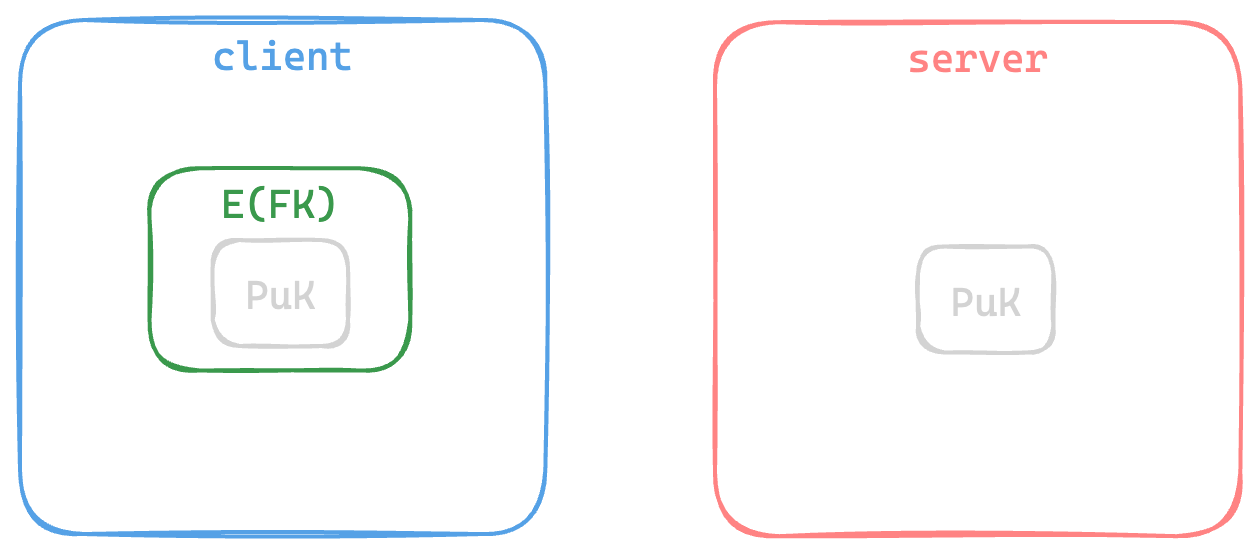 client
server
E(FK)
PuK
PuK